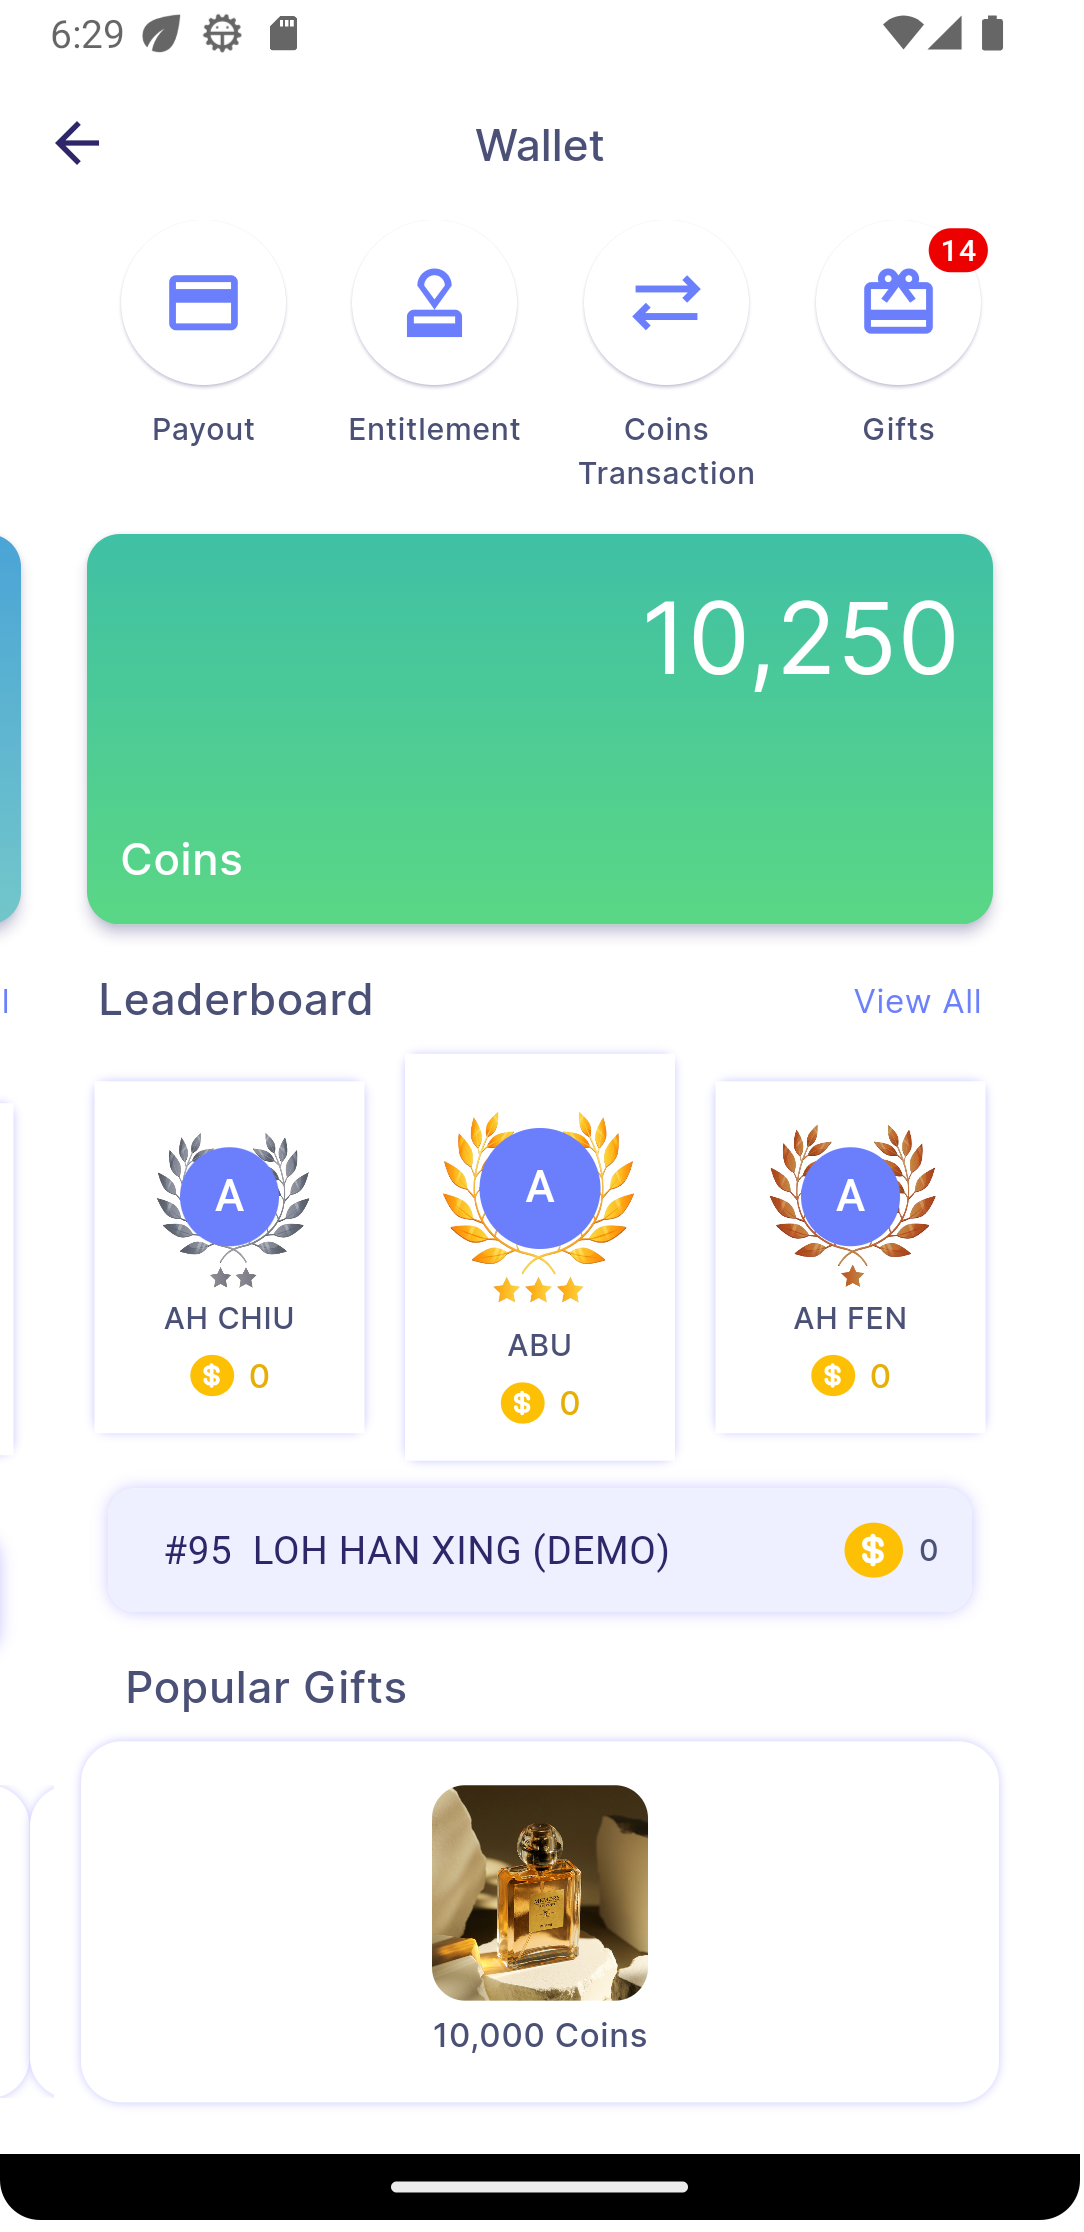 6:29
Wallet
14
Payout
Entitlement
Coins
Transaction
Gifts
10,250
Coins
l
Leaderboard
View All
A
A
A
AH CHIU
ABU
AH FEN
$ 0
$ 0
$ 0
#95 LOH HAN XING (DEMO)
$ 0
Popular Gifts
10,000 Coins